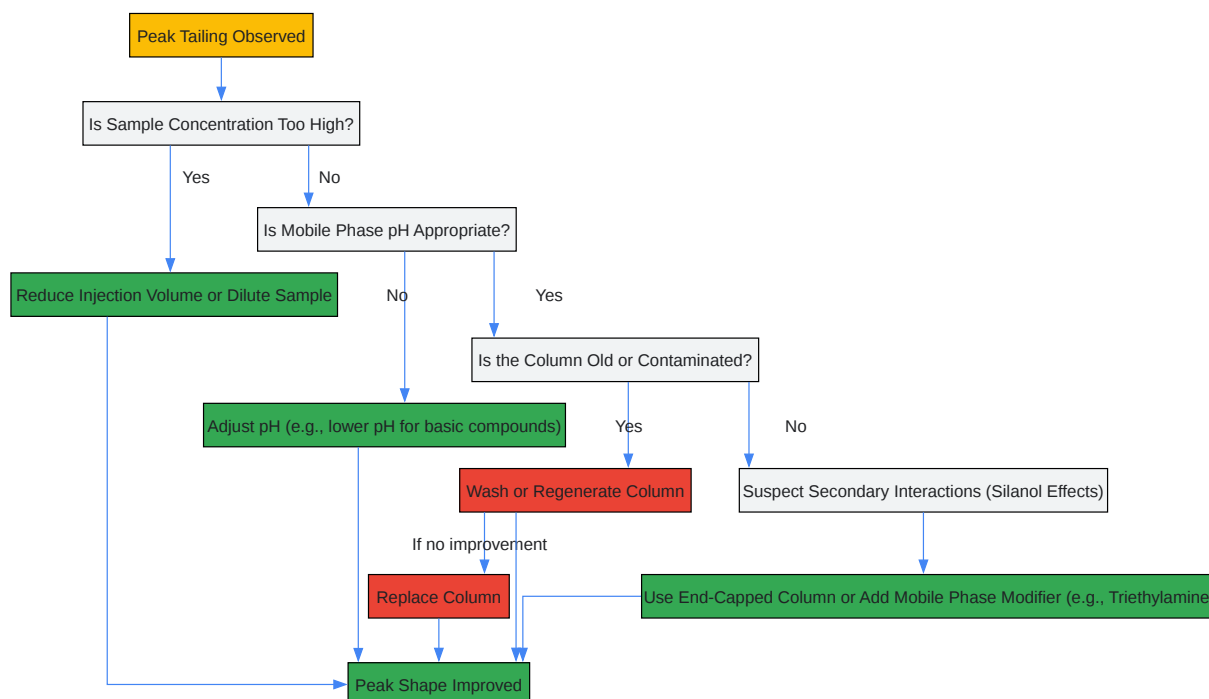 Peak Tailing Observed
Is Sample Concentration Too High?
Yes
No
Is Mobile Phase pH Appropriate?
Reduce Injection Volume or Dilute Sample
No
Yes
Is the Column Old or Contaminated?
Adjust pH (e.g., lower pH for basic compounds)
Yes
No
Wash or Regenerate Column
Suspect Secondary Interactions (Silanol Effects)
If no improvement
Replace Column
Use End-Capped Column or Add Mobile Phase Modifier (e.g., Triethylamine
Peak Shape Improved